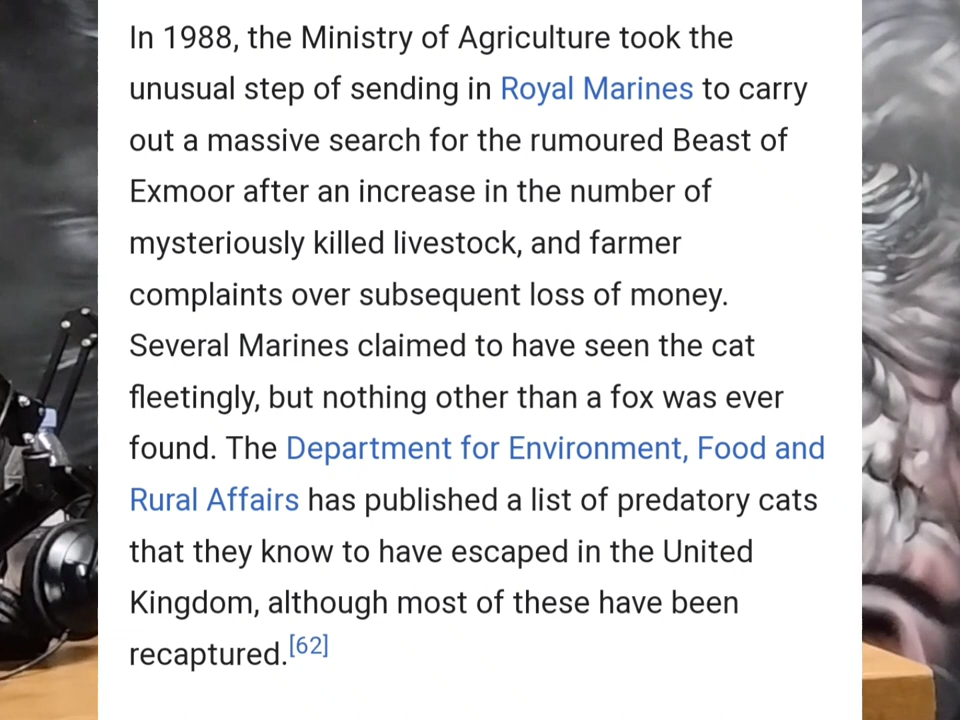 In 1988, the Ministry of Agriculture took the
unusual step of sending in Royal Marines to carry
out a massive search for the rumoured Beast of
Exmoor after an increase in the number of
mysteriously killed livestock, and farmer
complaints over subsequent loss of money.
Several Marines claimed to have seen the cat
fleetingly, but nothing other than a fox was ever
found. The Department for Environment, Food and
Rural Affairs has published a list of predatory cats
that they know to have escaped in the United
Kingdom, although most of these have been
recaptured.[62]